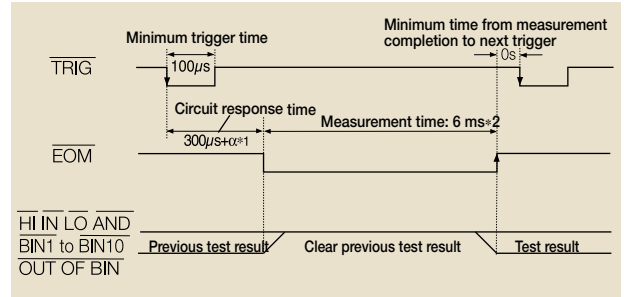 Minimum trigger time
Minimum time from measurement
completion to next trigger
TRIG
100µs
0s
Circuit response time
300µs+α*1
Measurement time: 6 ms*2
EOM
HI IN LO AND
BIN1 to BIN10
OUT OF BIN
Previous test result
Clear previous test result
Test result